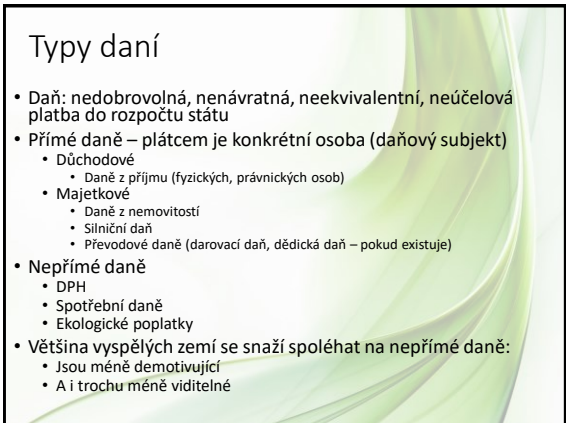 Typy daní
• Daň: nedobrovolná, nenávratná, neekvivalentní, neúčelová
platba do rozpočtu státu
• Přímé daně – plátcem je konkrétní osoba (daňový subjekt)
• Důchodové
• Daně z příjmu (fyzických, právnických osob)
• Majetkové
• Daně z nemovitostí
• Silniční daň
• Převodové daně (darovací daň, dědická daň – pokud existuje)
• Nepřímé daně
• DPH
• Spotřební daně
• Ekologické poplatky
• Většina vyspělých zemí se snaží spoléhat na nepřímé daně:
• Jsou méně demotivující
• A i trochu méně viditelné